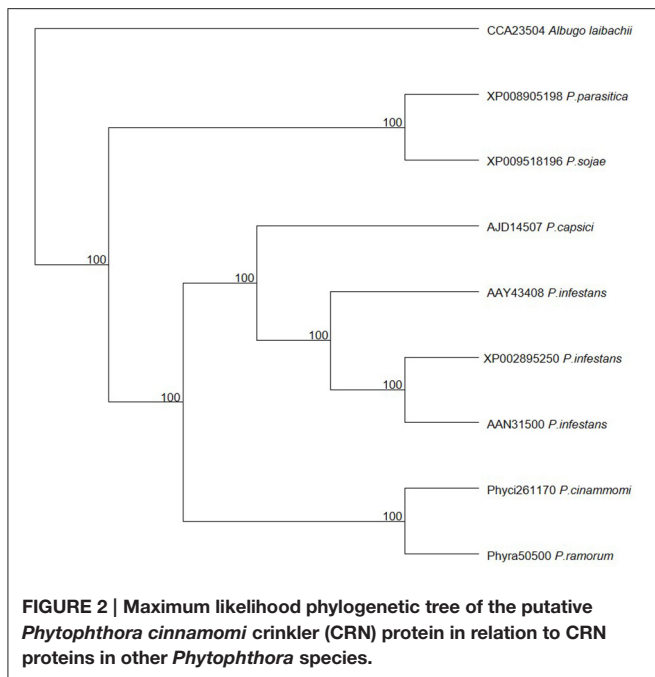 CCA23504 Albugo laibachii
XP008905198 P.parasitica
100
XP009518196 P.sojae
AJD14507 P.capsici
100
AAY43408 P.infestans
100
100
XP002895250 P.infestans
100
AAN31500 P.infestans
100
Phyci261170 P.cinammomi
100
Phyra50500 P.ramorum
FIGURE 2 | Maximum likelihood phylogenetic tree of the putative
Phytophthora cinnamomi crinkler (CRN) protein in relation to CRN
proteins in other Phytophthora species.